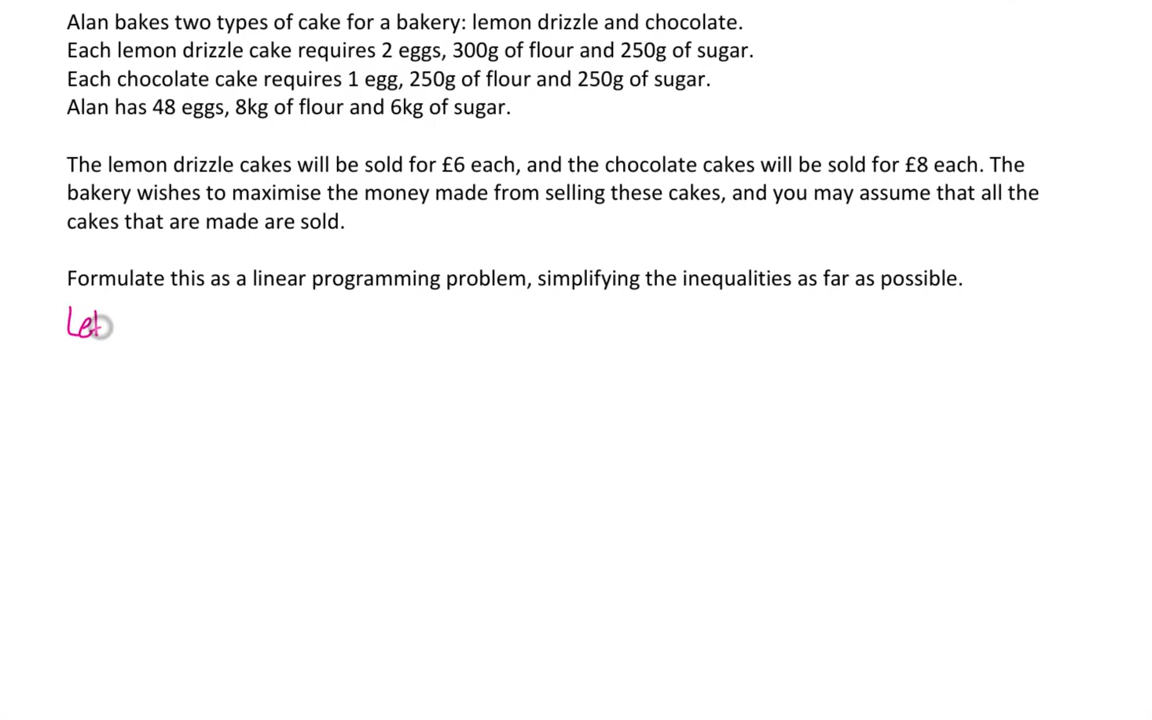 Alan bakes two types of cake for a bakery: lemon drizzle and chocolate.
Each lemon drizzle cake requires 2 eggs, 300g of flour and 250g of sugar.
Each chocolate cake requires 1 egg, 250g of flour and 250g of sugar.
Alan has 48 eggs, 8kg of flour and 6kg of sugar.
The lemon drizzle cakes will be sold for £6 each, and the chocolate cakes will be sold for £8 each. The
bakery wishes to maximise the money made from selling these cakes, and you may assume that all the
cakes that are made are sold.
Formulate this as a linear programming problem, simplifying the inequalities as far as possible.
Let